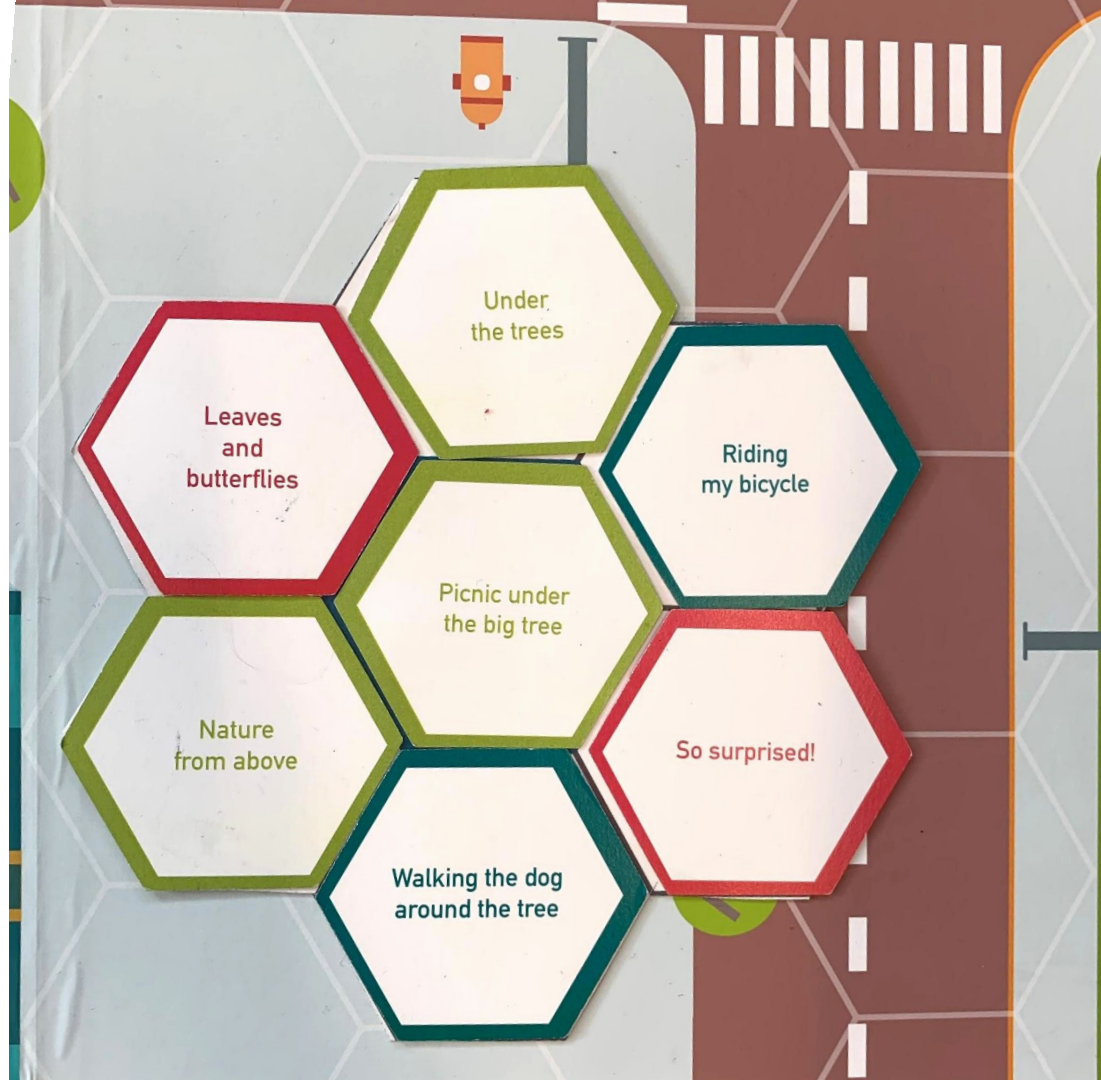 Under
the trees
Leaves
and
butterflies
Riding
my bicycle
Picnic under
the big tree
Nature
from above
So surprised!
Walking the dog
around the tree